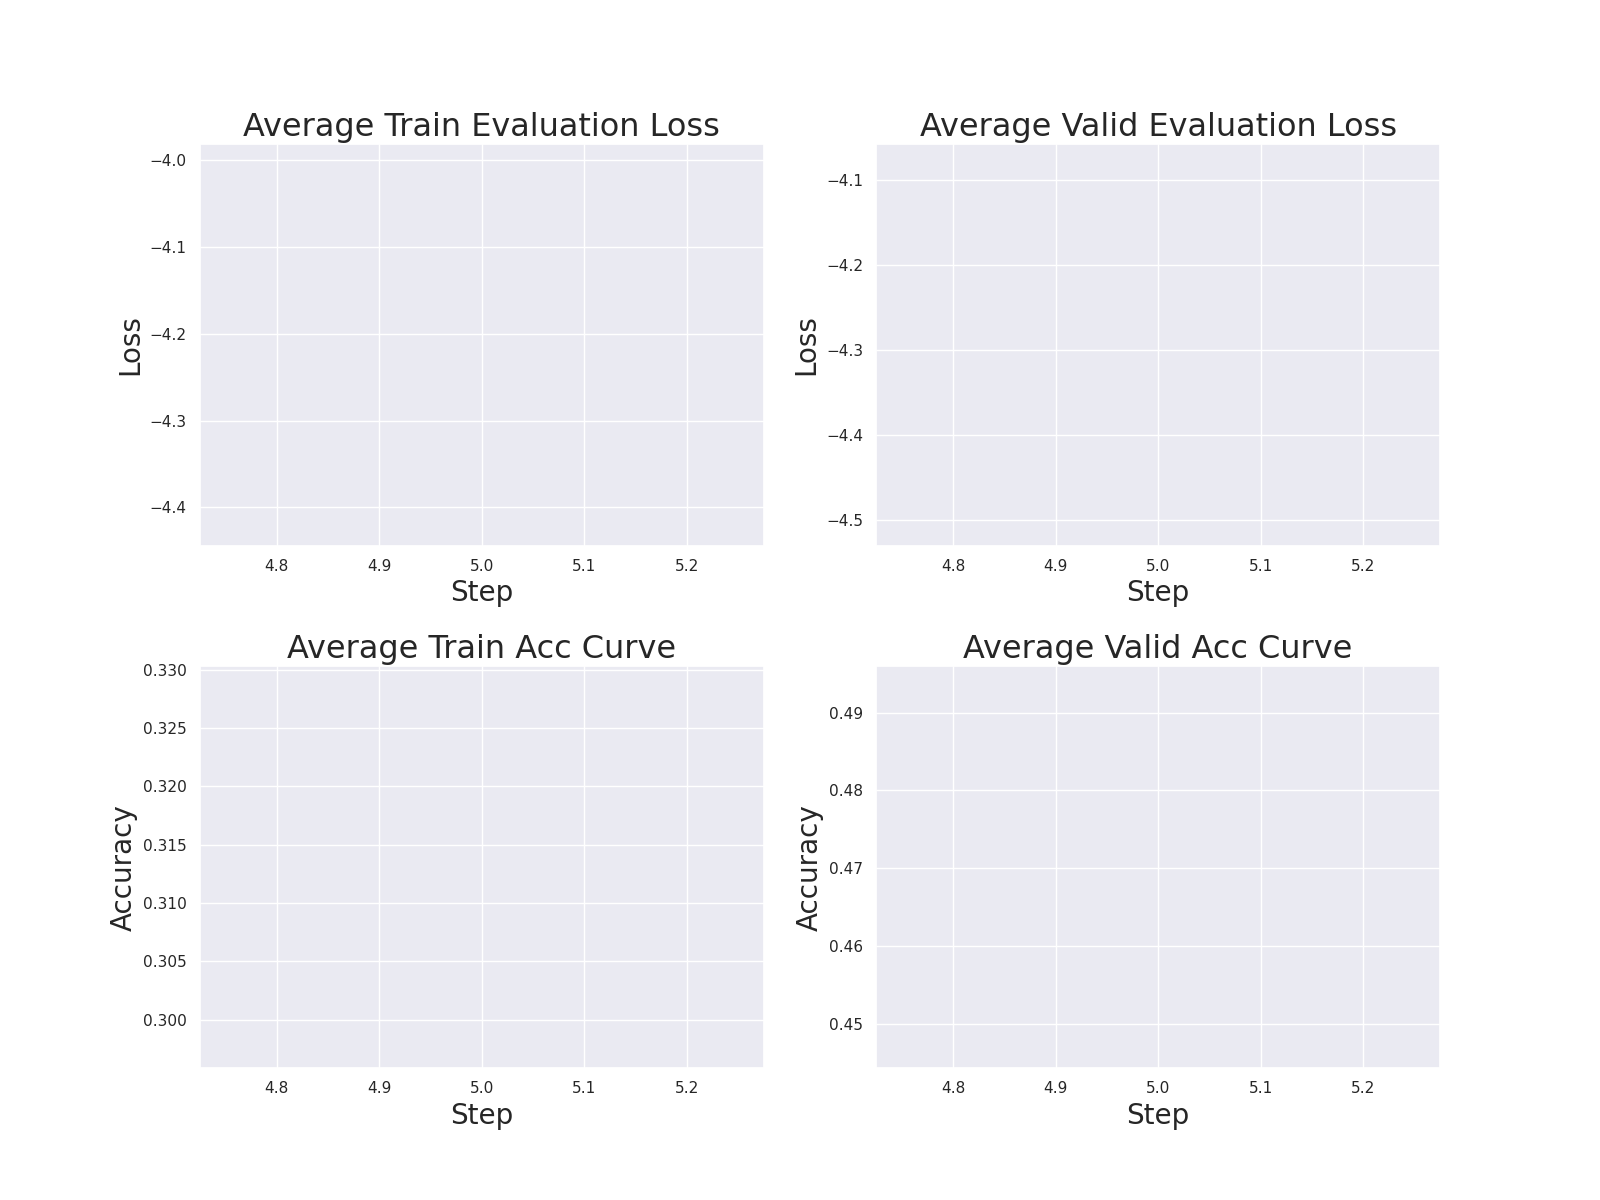 Average Train Evaluation Loss
−4.0
−4.1
−4.2
−4.3
−4.4
Loss
4.8 4.9 5.0 5.1 5.2
Step
Average Valid Evaluation Loss
−4.1
−4.2
−4.3
−4.4
−4.5
Loss
4.8 4.9 5.0 5.1 5.2
Step
Average Train Acc Curve
0.330
0.325
0.320
0.315
0.310
0.305
0.300
Accuracy
4.8 4.9 5.0 5.1 5.2
Step
Average Valid Acc Curve
0.49
0.48
0.47
0.46
0.45
Accuracy
4.8 4.9 5.0 5.1 5.2
Step